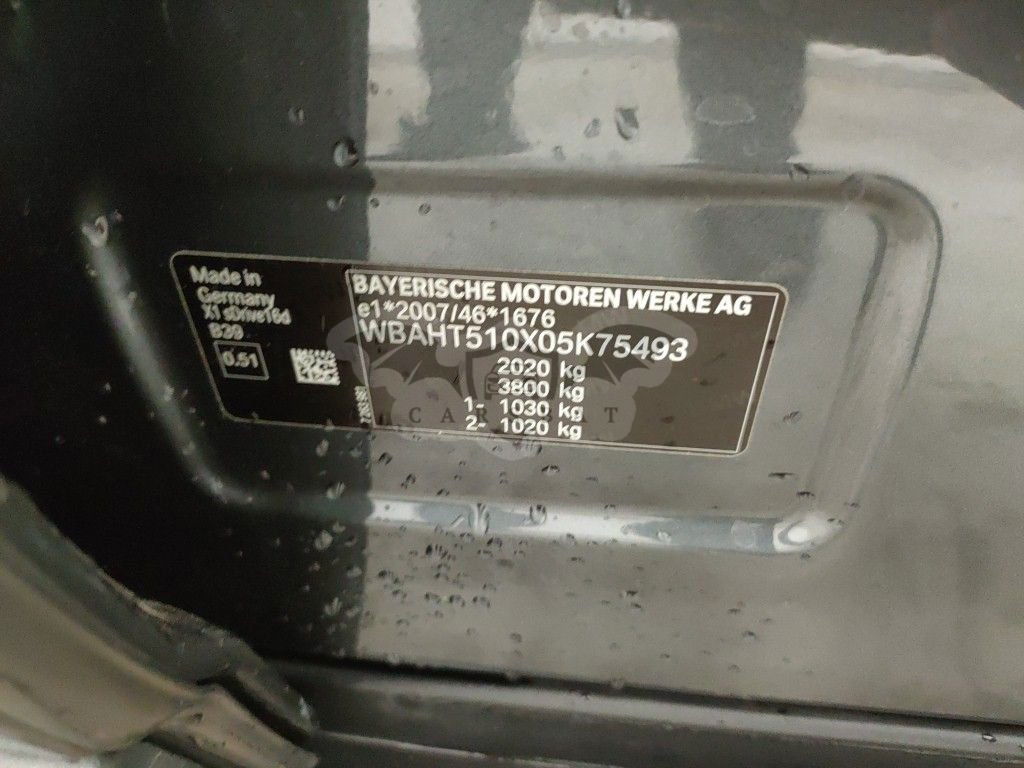 Made in
Germany
X1 sDrive16d
B39
0.51
BAYERISCHE MOTOREN WERKE AG
e1*2007/46*1676
WBAHT510X05K75493
2020 kg
3800 kg
1- 1030 kg
2- 1020 kg